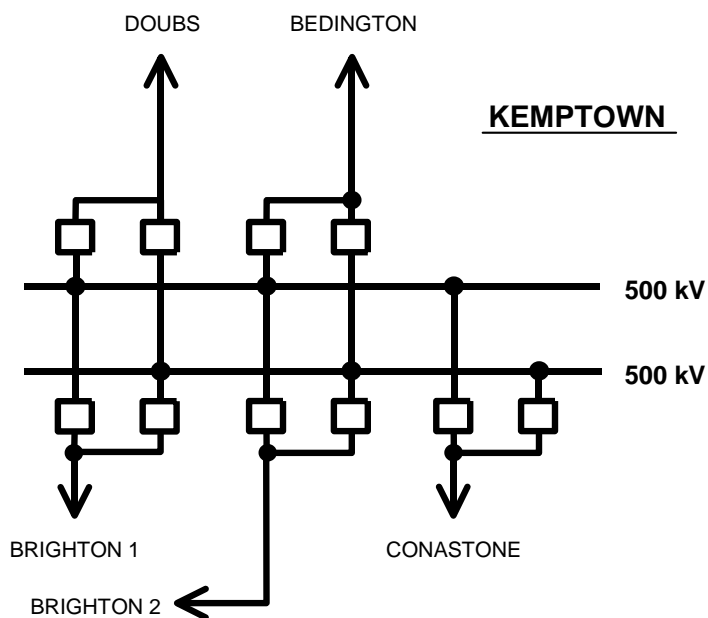 DOUBS
BEDINGTON
KEMPTOWN
500 kV
500 kV
BRIGHTON 1
CONASTONE
BRIGHTON 2